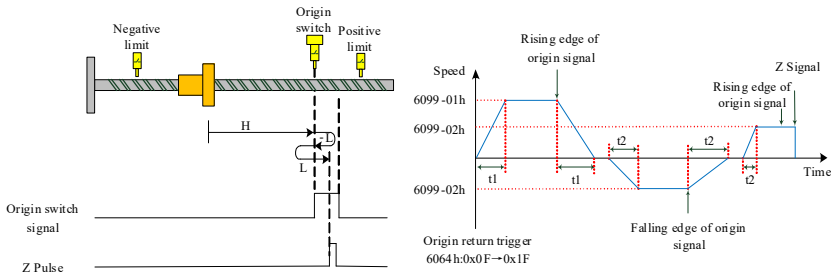 Negative
limit
Origin
switch
Positive
limit
H
-L
L
Origin switch
signal
Z Pulse
Speed
Rising edge of
origin signal
Z Signal
Rising edge of
origin signal
6099-01h
6099-02h
6099-02h
t1
t1
t2
t2
t2
Time
Falling edge of origin
signal
Origin return trigger
6064h:0x0F→0x1F